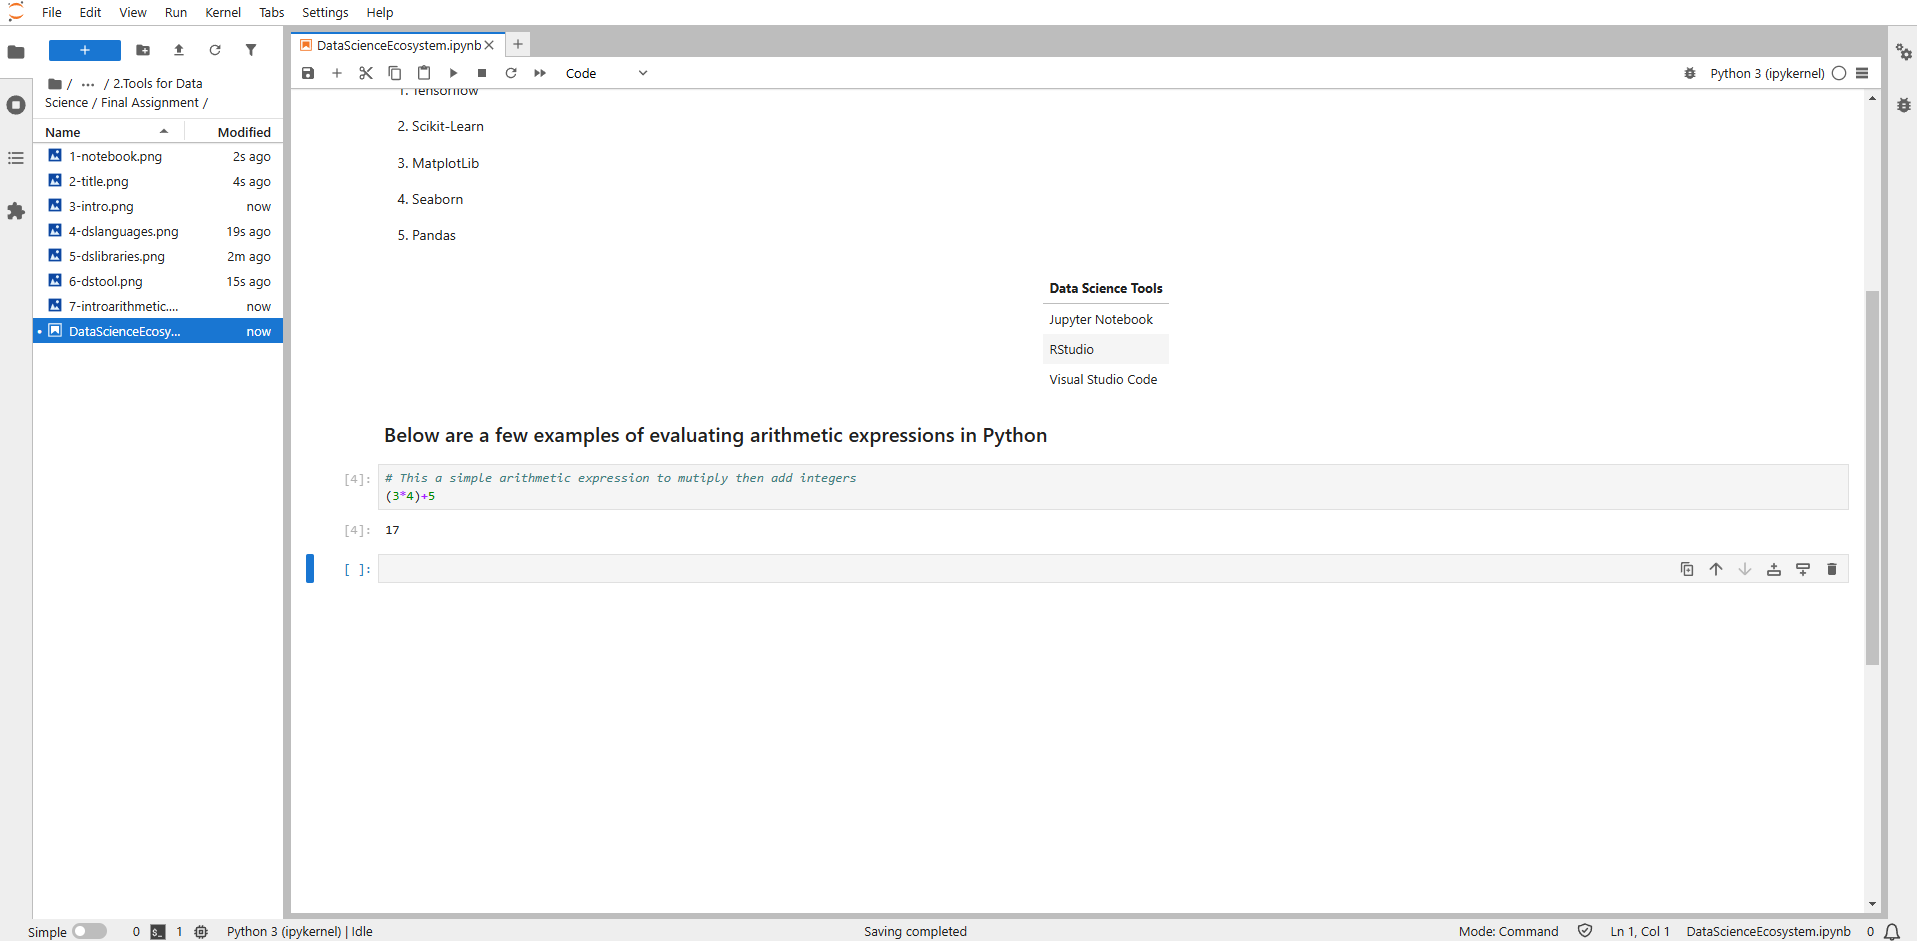 File Edit View Run Kernel Tabs Settings Help
/ ··· / 2.Tools for Data
Science / Final Assignment /
Name Modified
1-notebook.png 2s ago
2-title.png 4s ago
3-intro.png now
4-dslanguages.png 19s ago
5-dslibraries.png 2m ago
6-dstool.png 15s ago
7-introarithmetic.... now
DataScienceEcosy... now
DataScienceEcosystem.ipynb
Code
Python 3 (ipykernel)
1. Tensorflow
2. Scikit-Learn
3. MatplotLib
4. Seaborn
5. Pandas
Data Science Tools
Jupyter Notebook
RStudio
Visual Studio Code
Below are a few examples of evaluating arithmetic expressions in Python
[4]: # This a simple arithmetic expression to mutiply then add integers
(3*4)+5
[4]: 17
[ ]:
Simple 0 $_ 1 Python 3 (ipykernel) | Idle Saving completed Mode: Command Ln 1, Col 1 DataScienceEcosystem.ipynb 0